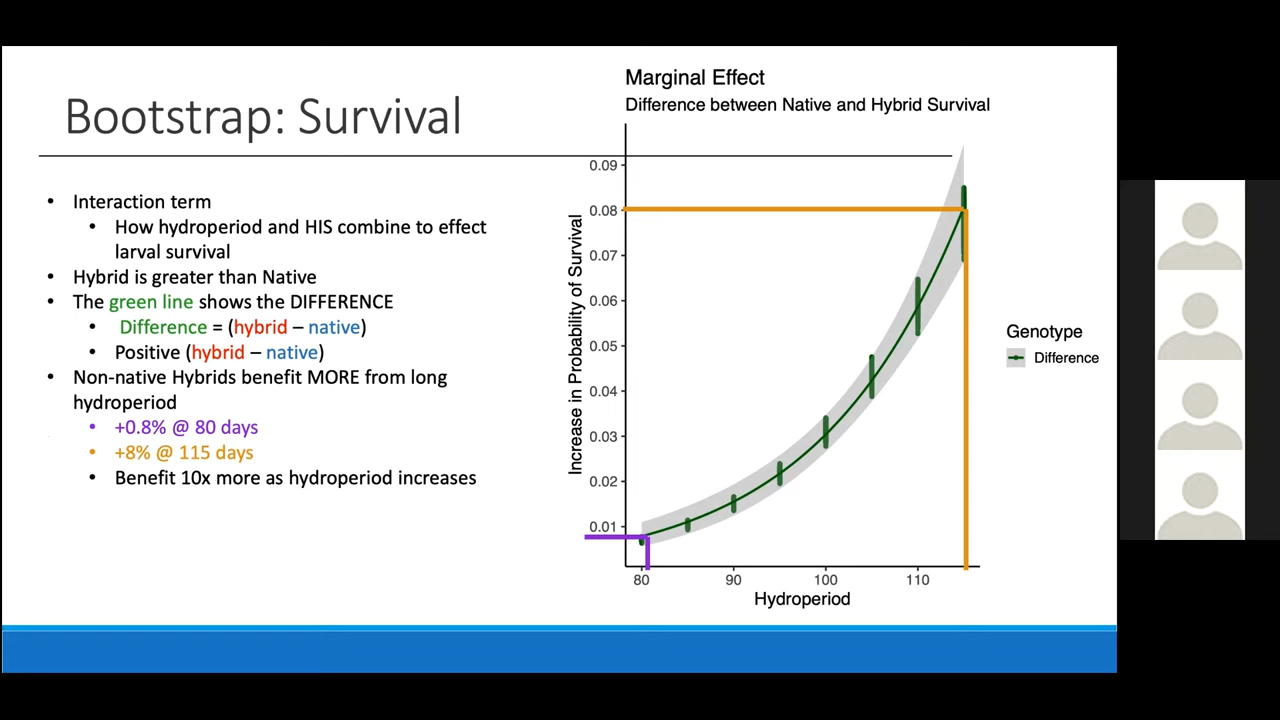 Bootstrap: Survival
• Interaction term
• How hydroperiod and HIS combine to effect
larval survival
• Hybrid is greater than Native
• The green line shows the DIFFERENCE
• Difference = (hybrid – native)
• Positive (hybrid – native)
• Non-native Hybrids benefit MORE from long
hydroperiod
• +0.8% @ 80 days
• +8% @ 115 days
• Benefit 10x more as hydroperiod increases
Marginal Effect
Difference between Native and Hybrid Survival
Increase in Probability of Survival
0.09
0.08
0.07
0.06
0.05
0.04
0.03
0.02
0.01
80 90 100 110
Hydroperiod
Genotype
Difference